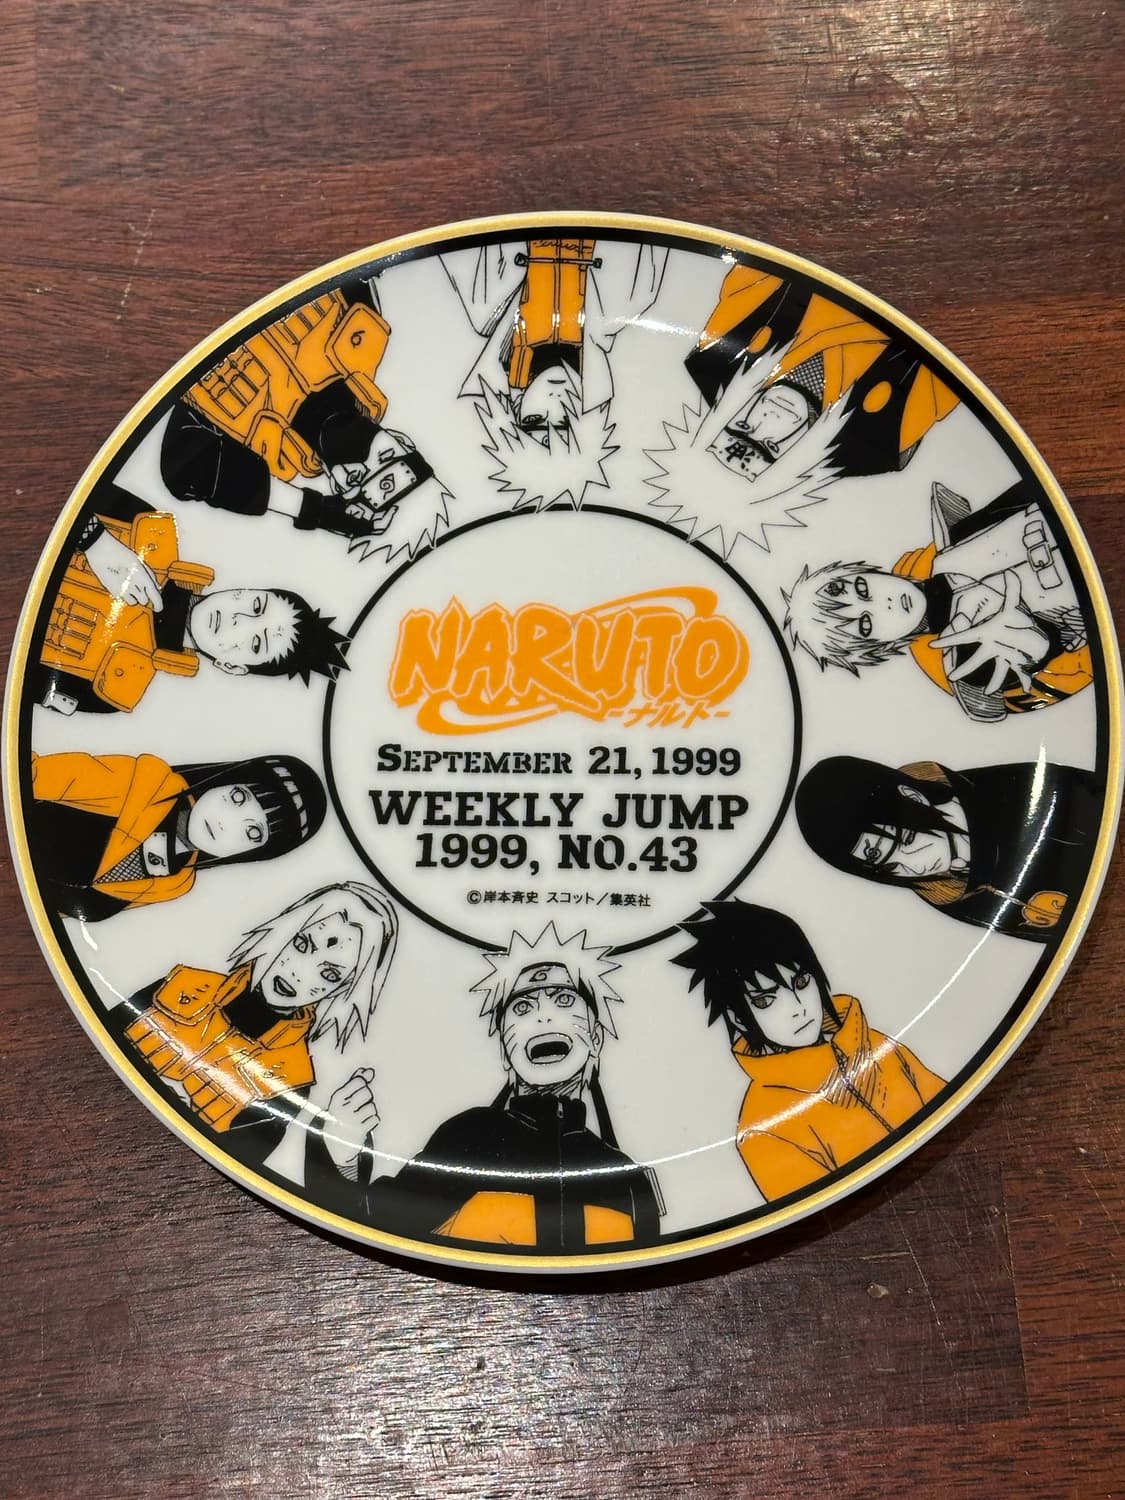 NARUTO
-ナルト-
SEPTEMBER 21, 1999
WEEKLY JUMP
1999, NO.43
©岸本斉史 スコット／集英社